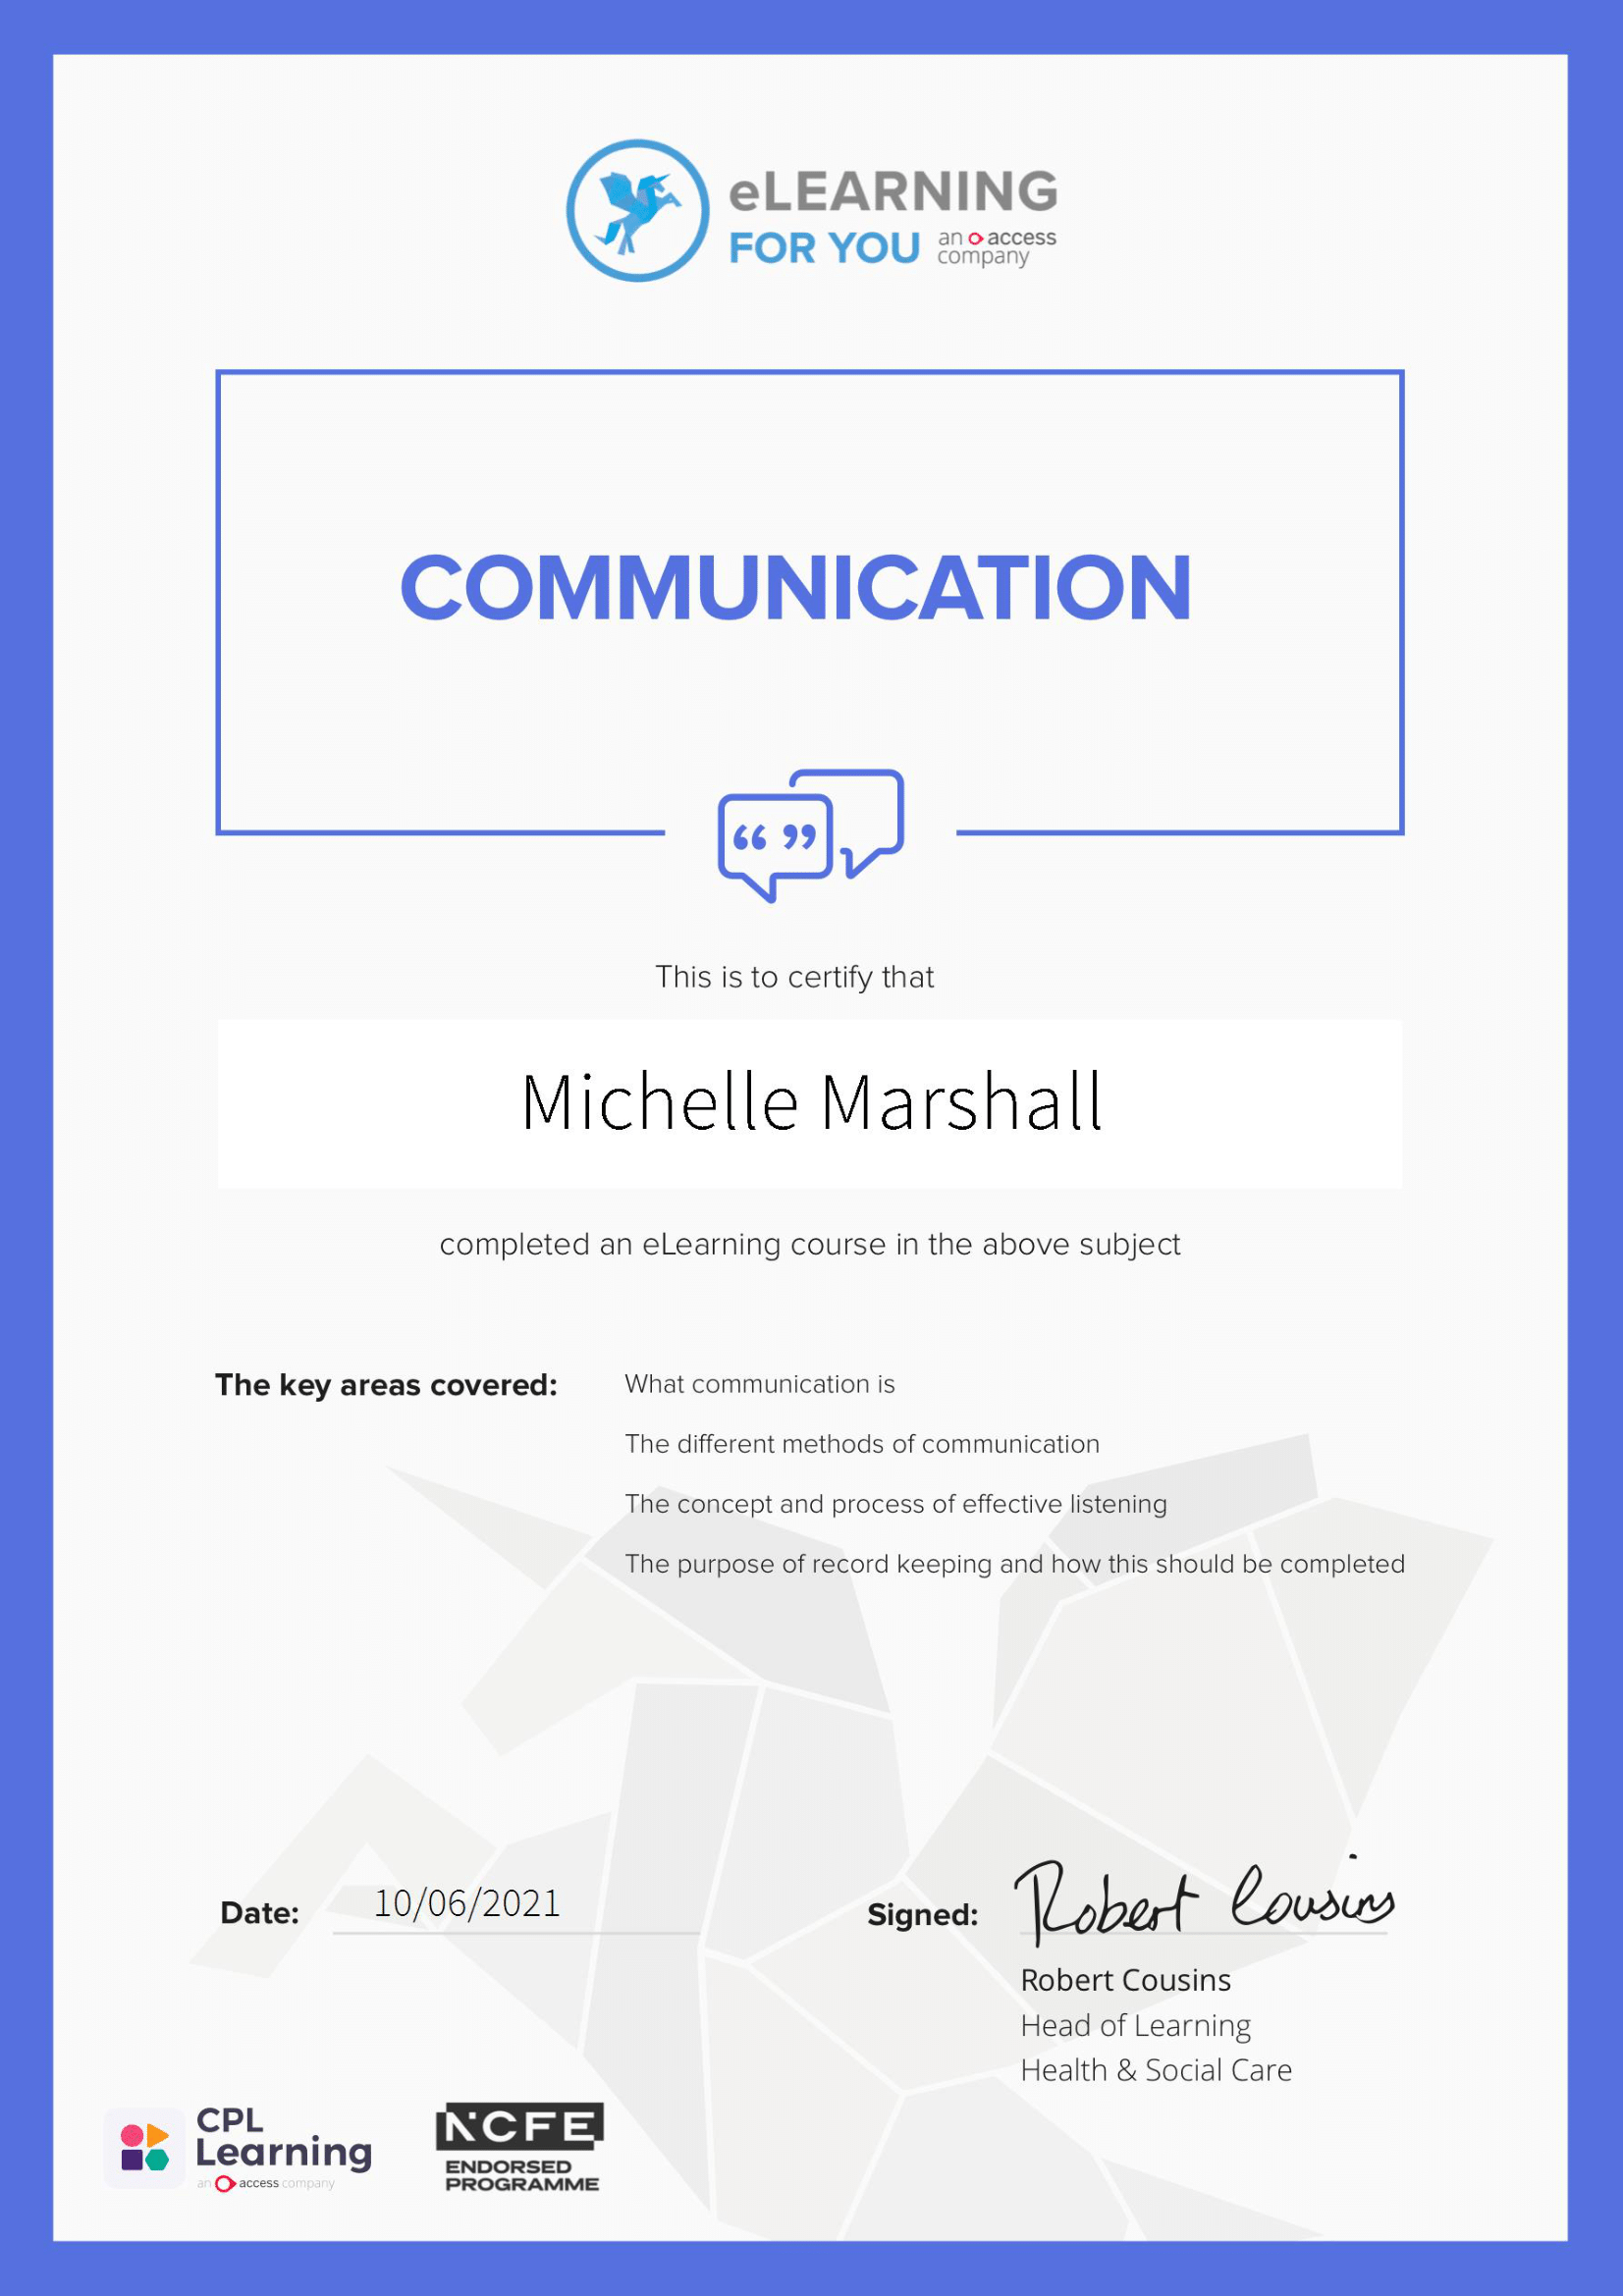 eLEARNING
FOR YOU an access company
COMMUNICATION
“ ”
This is to certify that
Michelle Marshall
completed an eLearning course in the above subject
The key areas covered: What communication is
The different methods of communication
The concept and process of effective listening
The purpose of record keeping and how this should be completed
Date: 10/06/2021
Signed: Robert Cousins
Robert Cousins
Head of Learning
Health & Social Care
CPL
Learning
an access company
NCFE
ENDORSED
PROGRAMME